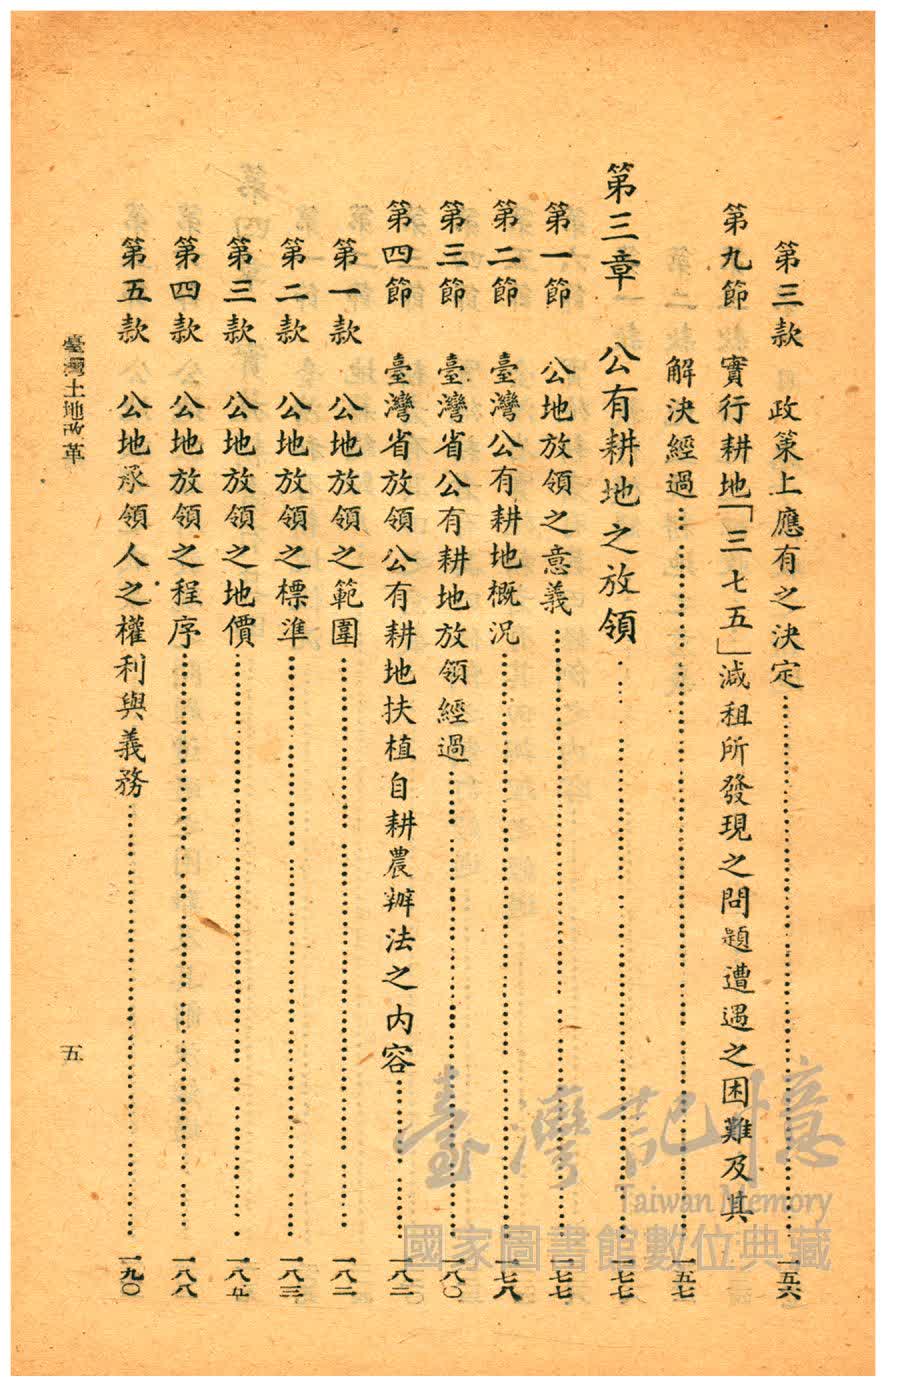 第三款 政策上應有之決定……一五六
第九節 實行耕地「三七五」減租所發現之問題遭遇之困難及其
解決經過……一五七
第三章 公有耕地之放領……一七七
第一節 公地放領之意義……一七七
第二節 臺灣公有耕地概況……一七八
第三節 臺灣省公有耕地放領經過……一八〇
第四節 臺灣省放領公有耕地扶植自耕農辦法之內容……一八二
第一款 公地放領之範圍……一八二
第二款 公地放領之標準……一八三
第三款 公地放領之地價……一八
第四款 公地放領之程序……一八八
第五款 公地承領人之權利與義務……一九〇
臺灣土地改革
五
臺灣記憶
Taiwan Memory
國家圖書館數位典藏